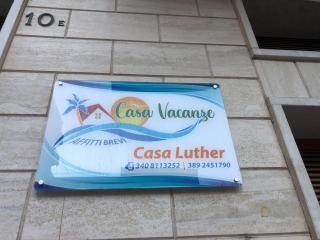 10 E
Casa Vacanze
AFFITTI BREVI
Casa Luther
340 8113252 | 389 2451790